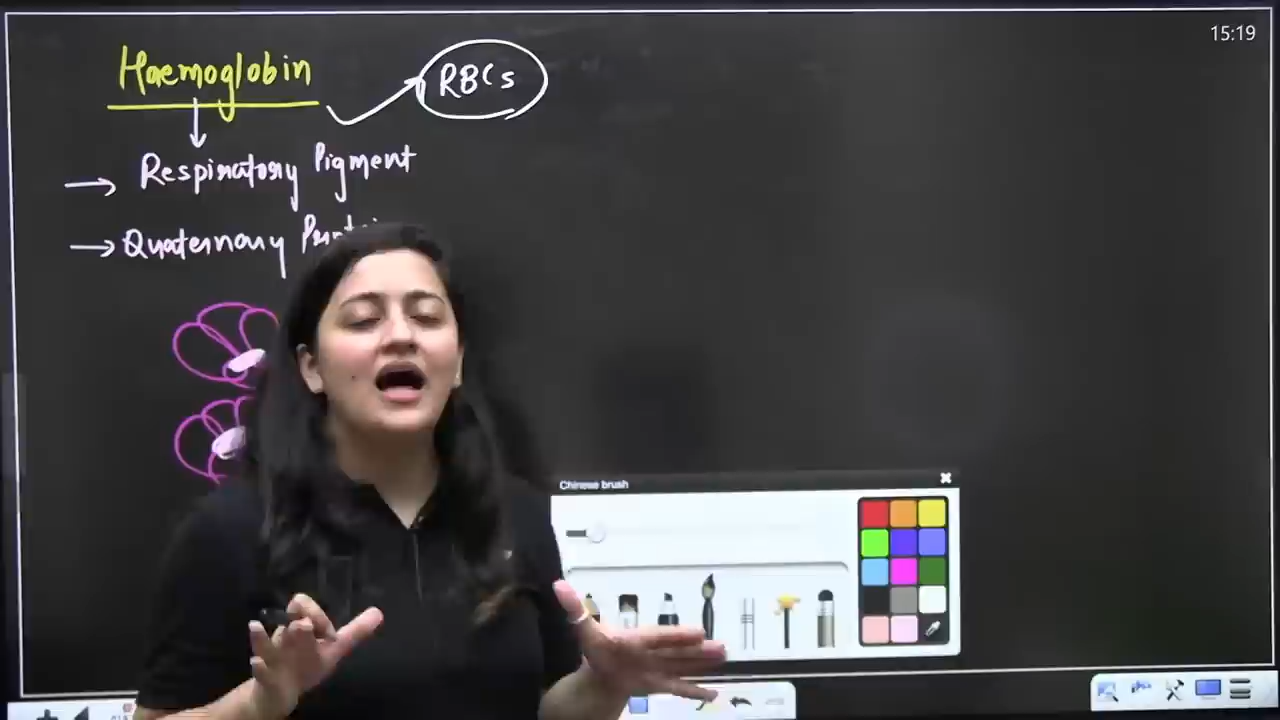 15:19
Haemoglobin
RBCs
→ Respiratory Pigment
→ Quaternary
Chinese brush